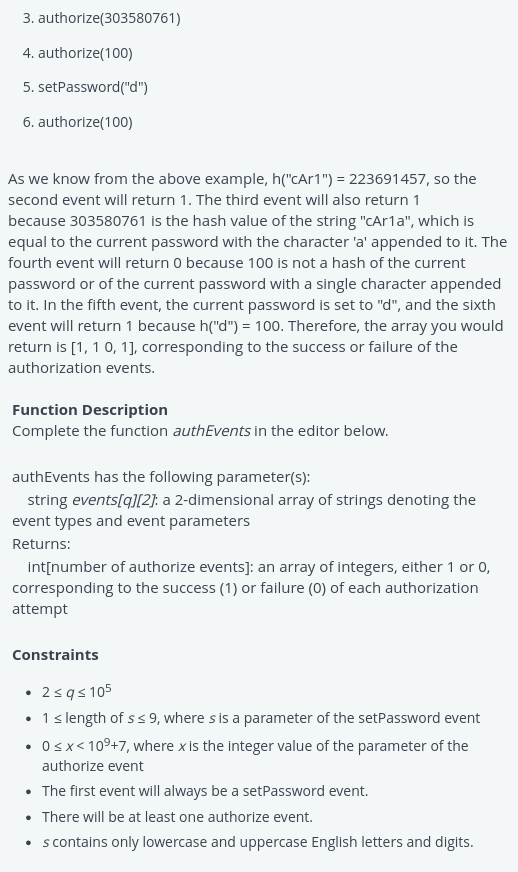 3. authorize(303580761)
4. authorize(100)
5. setPassword("d")
6. authorize(100)
As we know from the above example, h("cAr1") = 223691457, so the
second event will return 1. The third event will also return 1
because 303580761 is the hash value of the string "cAr1a", which is
equal to the current password with the character 'a' appended to it. The
fourth event will return 0 because 100 is not a hash of the current
password or of the current password with a single character appended
to it. In the fifth event, the current password is set to "d", and the sixth
event will return 1 because h("d") = 100. Therefore, the array you would
return is [1, 1 0, 1], corresponding to the success or failure of the
authorization events.
Function Description
Complete the function authEvents in the editor below.
authEvents has the following parameter(s):
string events[q][2]: a 2-dimensional array of strings denoting the
event types and event parameters
Returns:
int[number of authorize events]: an array of integers, either 1 or 0,
corresponding to the success (1) or failure (0) of each authorization
attempt
Constraints
• 2 ≤ q ≤ 10⁵
• 1 ≤ length of s ≤ 9, where s is a parameter of the setPassword event
• 0 ≤ x < 10⁹+7, where x is the integer value of the parameter of the
authorize event
• The first event will always be a setPassword event.
• There will be at least one authorize event.
• s contains only lowercase and uppercase English letters and digits.